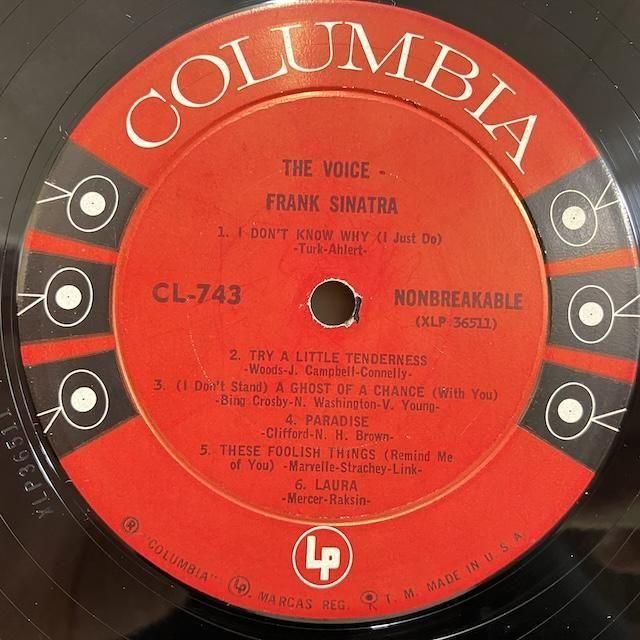 COLUMBIA
THE VOICE -
FRANK SINATRA
1. I DON'T KNOW WHY (I Just Do)
-Turk-Ahlert-
CL-743
NONBREAKABLE
(XLP 36511)
2. TRY A LITTLE TENDERNESS
-Woods-J. Campbell-Connelly-
3. (I Don't Stand) A GHOST OF A CHANCE (With You)
-Bing Crosby-N. Washington-V. Young-
4. PARADISE
-Clifford-N. H. Brown-
5. THESE FOOLISH THINGS (Remind Me
of You) -Marvelle-Strachey-Link-
6. LAURA
-Mercer-Raksin-
LP
® "COLUMBIA" LP MARCAS REG. T. M. MADE IN U.S.A.
XLP36511